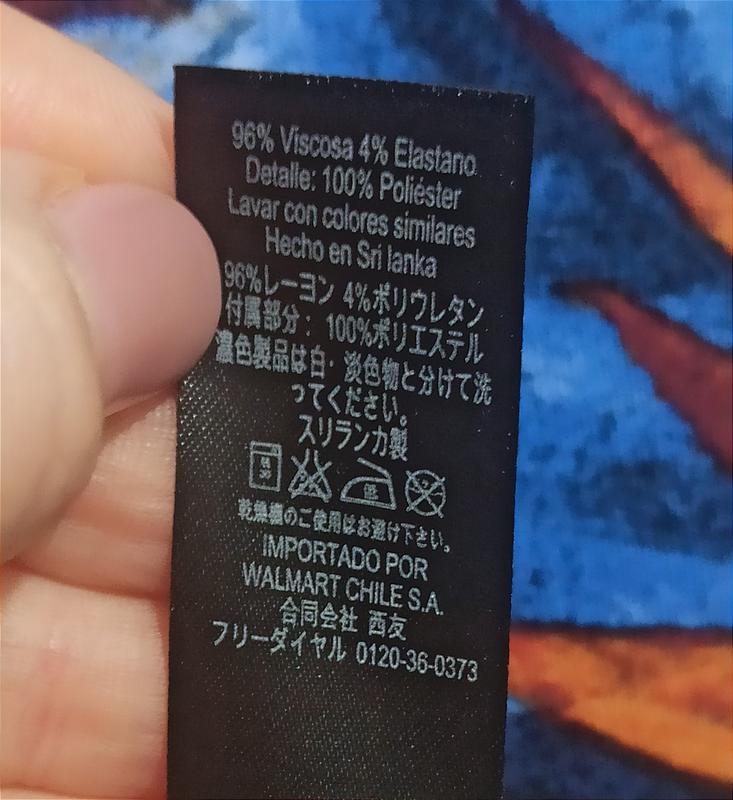 96% Viscosa 4% Elastano
Detalle: 100% Poliéster
Lavar con colores similares
Hecho en Sri lanka
96%レーヨン 4%ポリウレタン
付属部分： 100%ポリエステル
濃色製品は白・淡色物と分けて洗
ってください。
スリランカ製
乾燥機のご使用はお避け下さい。
IMPORTADO POR
WALMART CHILE S.A.
合同会社 西友
フリーダイヤル 0120-36-0373